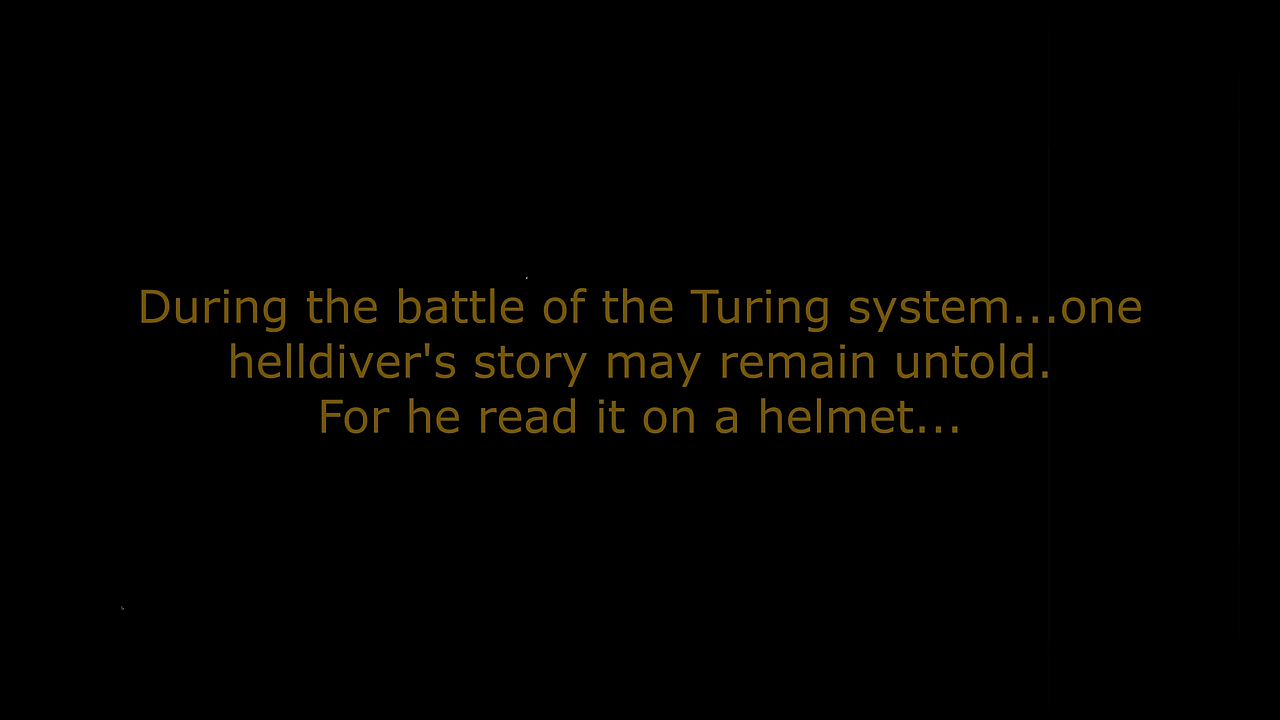 During the battle of the Turing system...one
helldiver's story may remain untold.
For he read it on a helmet...